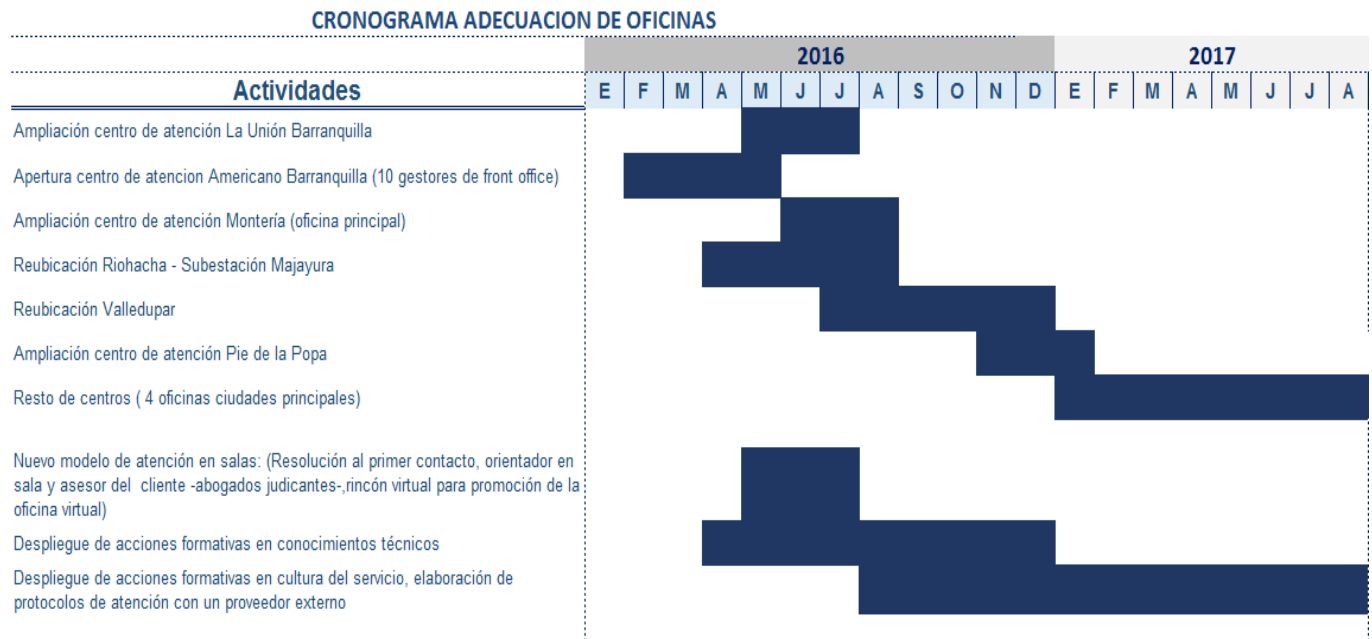 CRONOGRAMA ADECUACION DE OFICINAS
2016 2017
Actividades E F M A M J J A S O N D E F M A M J J A
Ampliación centro de atención La Unión Barranquilla
Apertura centro de atencion Americano Barranquilla (10 gestores de front office)
Ampliación centro de atención Montería (oficina principal)
Reubicación Riohacha - Subestación Majayura
Reubicación Valledupar
Ampliación centro de atención Pie de la Popa
Resto de centros ( 4 oficinas ciudades principales)
Nuevo modelo de atención en salas: (Resolución al primer contacto, orientador en
sala y asesor del cliente -abogados judicantes-,rincón virtual para promoción de la
oficina virtual)
Despliegue de acciones formativas en conocimientos técnicos
Despliegue de acciones formativas en cultura del servicio, elaboración de
protocolos de atención con un proveedor externo